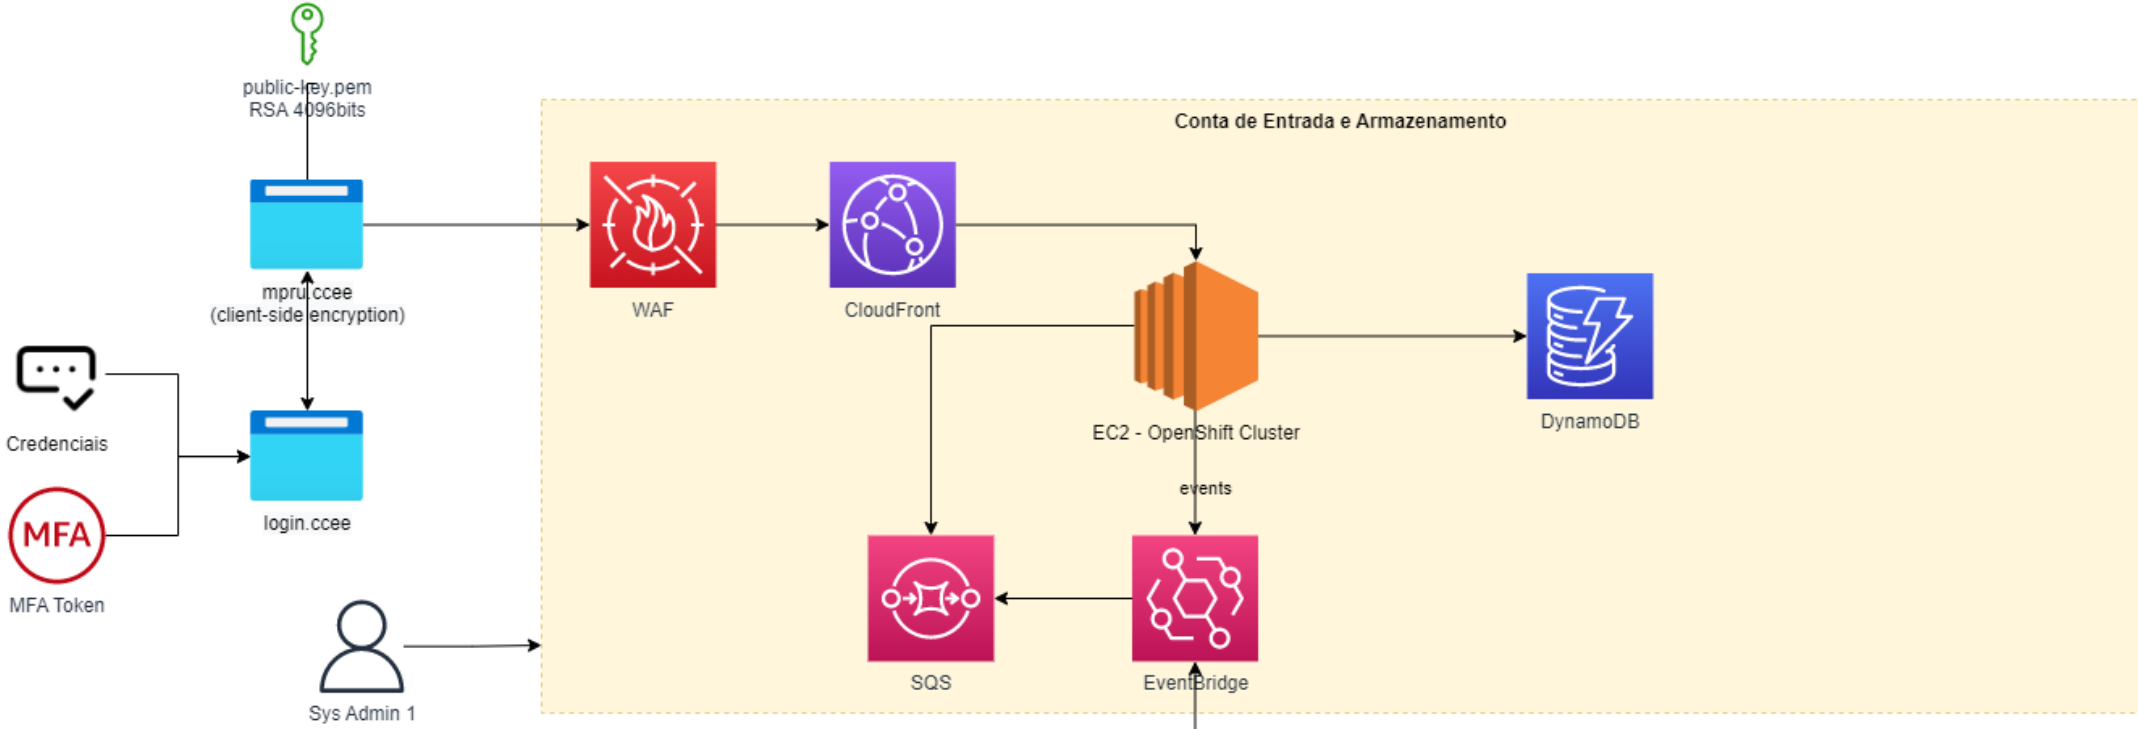 public-key.pem
RSA 4096bits
Conta de Entrada e Armazenamento
mpru.ccee
(client-side encryption)
WAF
CloudFront
EC2 - OpenShift Cluster
DynamoDB
Credenciais
events
MFA
login.ccee
MFA Token
SQS
EventBridge
Sys Admin 1